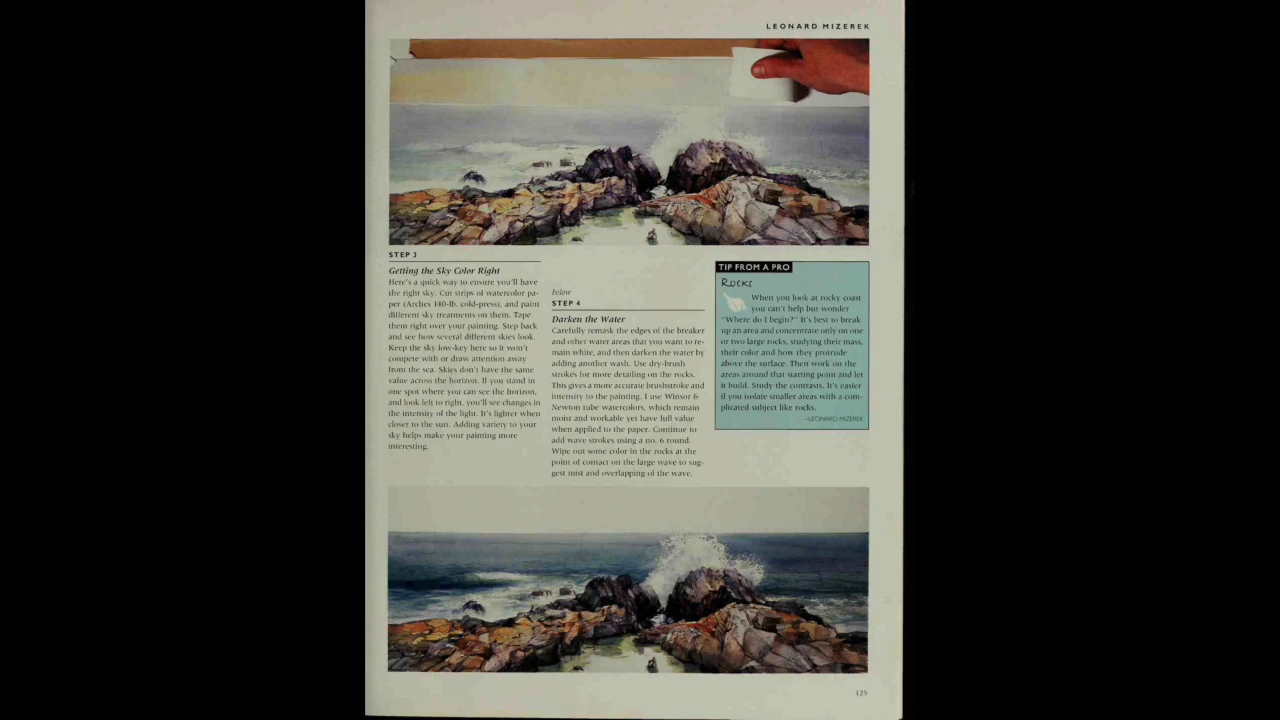 LEONARD MIZEREK
STEP 3
Getting the Sky Color Right
Here's a quick way to ensure you'll have
the right sky. Cut strips of watercolor pa-
per (Arches 140-lb. cold-press), and paint
different sky treatments on them. Tape
them right over your painting. Step back
and see how several different skies look.
Keep the sky low-key here so it won't
compete with or draw attention away
from the sea. Skies don't have the same
value across the horizon. If you stand in
one spot where you can see the horizon,
and look left to right, you'll see changes in
the intensity of the light. It's lighter when
closer to the sun. Adding variety to your
sky helps make your painting more
interesting.
below
STEP 4
Darken the Water
Carefully remask the edges of the breaker
and other water areas that you want to re-
main white, and then darken the water by
adding another wash. Use dry-brush
strokes for more detailing on the rocks.
This gives a more accurate brushstroke and
intensity to the painting. I use Winsor &
Newton tube watercolors, which remain
moist and workable yet have full value
when applied to the paper. Continue to
add wave strokes using a no. 6 round.
Wipe out some color in the rocks at the
point of contact on the large wave to sug-
gest mist and overlapping of the wave.
TIP FROM A PRO
Rocks
When you look at rocky coast
you can't help but wonder
"Where do I begin?" It's best to break
up an area and concentrate only on one
or two large rocks, studying their mass,
their color and how they protrude
above the surface. Then work on the
areas around that starting point and let
it build. Study the contrasts. It's easier
if you isolate smaller areas with a com-
plicated subject like rocks.
—LEONARD MIZEREK
125